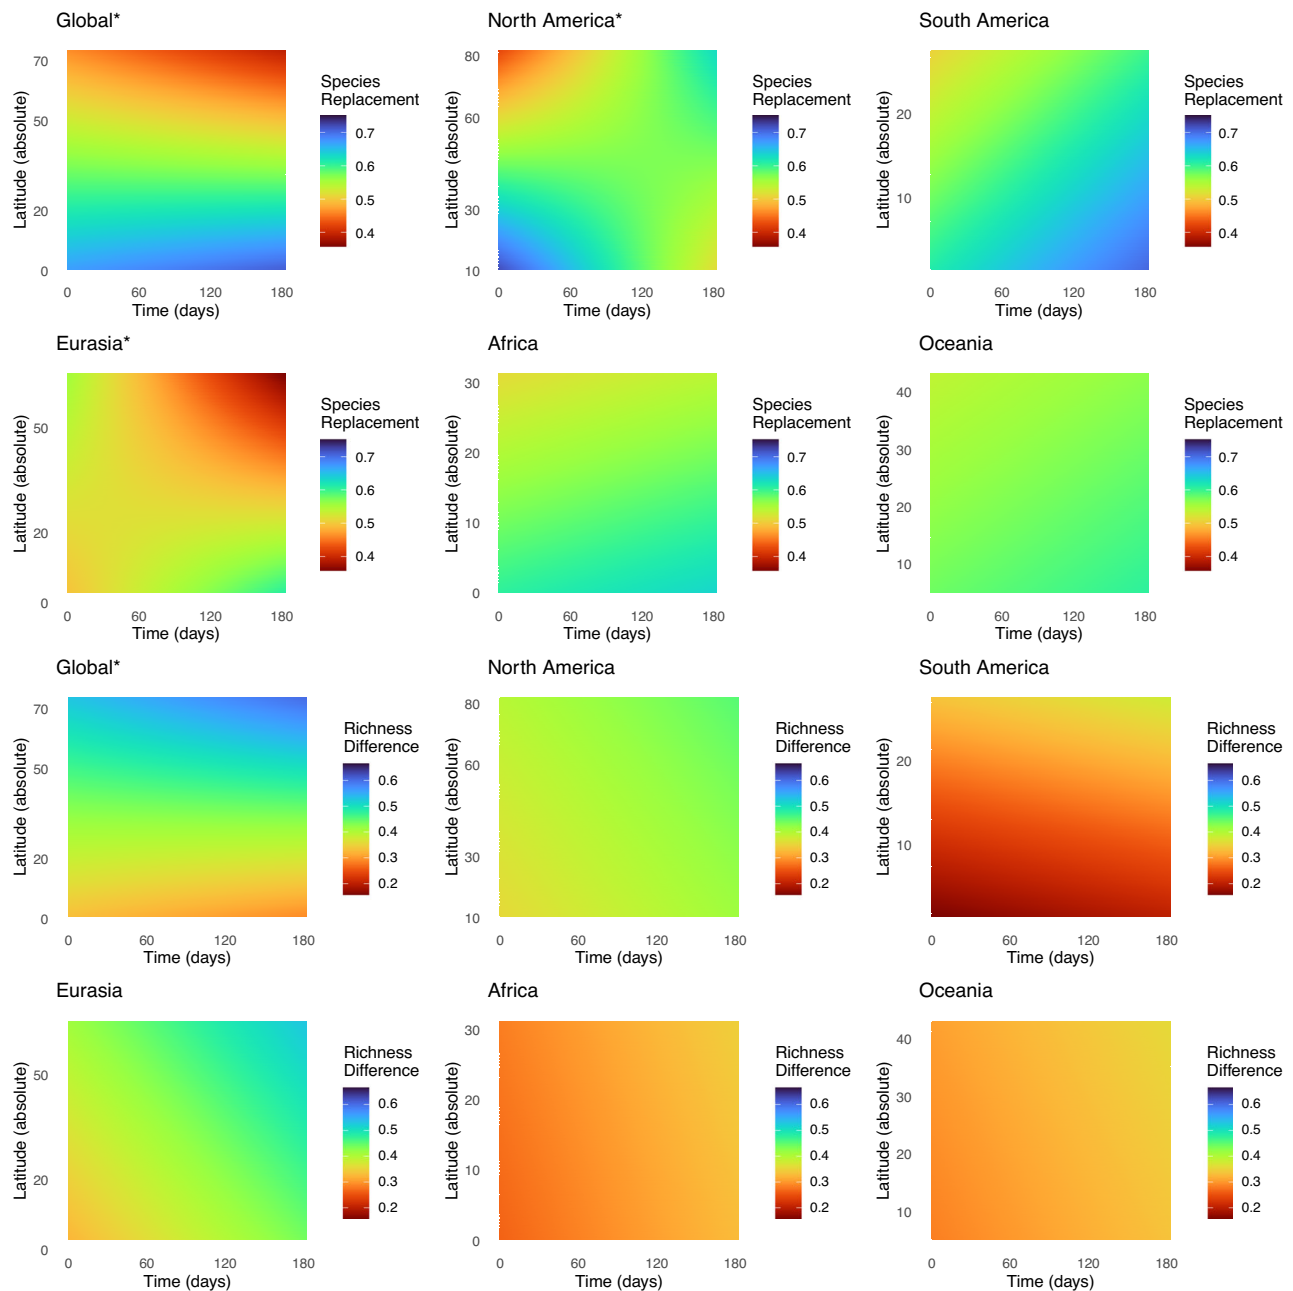 Global*
North America*
South America
Latitude (absolute)
70
50
20
0
0
60
120
180
Time (days)
Species
Replacement
0.7
0.6
0.5
0.4
Latitude (absolute)
80
60
30
10
0
60
120
180
Time (days)
Species
Replacement
0.7
0.6
0.5
0.4
Latitude (absolute)
20
10
0
60
120
180
Time (days)
Species
Replacement
0.7
0.6
0.5
0.4
Eurasia*
Africa
Oceania
Latitude (absolute)
50
20
0
0
60
120
180
Time (days)
Species
Replacement
0.7
0.6
0.5
0.4
Latitude (absolute)
30
20
10
0
0
60
120
180
Time (days)
Species
Replacement
0.7
0.6
0.5
0.4
Latitude (absolute)
40
30
20
10
0
60
120
180
Time (days)
Species
Replacement
0.7
0.6
0.5
0.4
Global*
North America
South America
Latitude (absolute)
70
50
20
0
0
60
120
180
Time (days)
Richness
Difference
0.6
0.5
0.4
0.3
0.2
Latitude (absolute)
80
60
30
10
0
60
120
180
Time (days)
Richness
Difference
0.6
0.5
0.4
0.3
0.2
Latitude (absolute)
20
10
0
60
120
180
Time (days)
Richness
Difference
0.6
0.5
0.4
0.3
0.2
Eurasia
Africa
Oceania
Latitude (absolute)
50
20
0
0
60
120
180
Time (days)
Richness
Difference
0.6
0.5
0.4
0.3
0.2
Latitude (absolute)
30
20
10
0
0
60
120
180
Time (days)
Richness
Difference
0.6
0.5
0.4
0.3
0.2
Latitude (absolute)
40
30
20
10
0
60
120
180
Time (days)
Richness
Difference
0.6
0.5
0.4
0.3
0.2